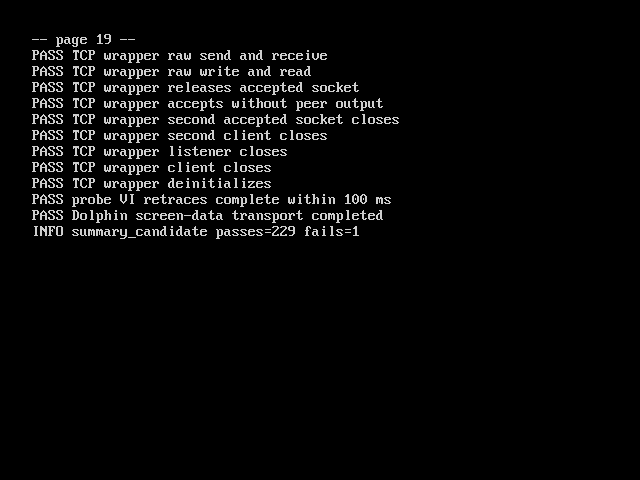 -- page 19 --
PASS TCP wrapper raw send and receive
PASS TCP wrapper raw write and read
PASS TCP wrapper releases accepted socket
PASS TCP wrapper accepts without peer output
PASS TCP wrapper second accepted socket closes
PASS TCP wrapper second client closes
PASS TCP wrapper listener closes
PASS TCP wrapper client closes
PASS TCP wrapper deinitializes
PASS probe VI retraces complete within 100 ms
PASS Dolphin screen-data transport completed
INFO summary_candidate passes=229 fails=1